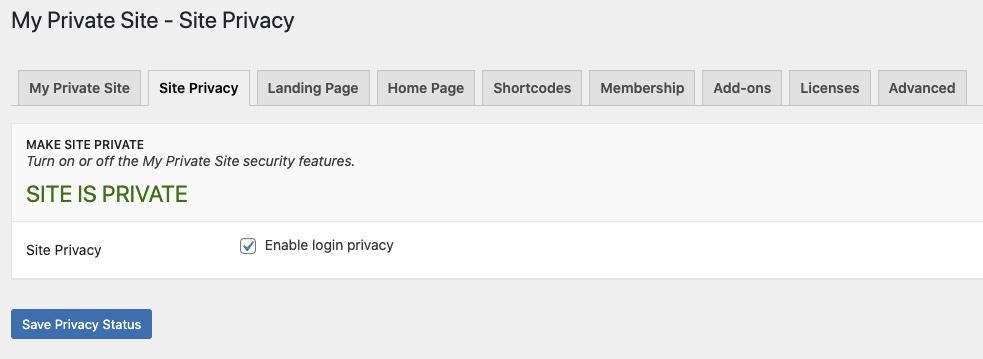 My Private Site - Site Privacy
My Private Site Site Privacy Landing Page Home Page Shortcodes Membership Add-ons Licenses Advanced
MAKE SITE PRIVATE
Turn on or off the My Private Site security features.
SITE IS PRIVATE
Site Privacy Enable login privacy
Save Privacy Status